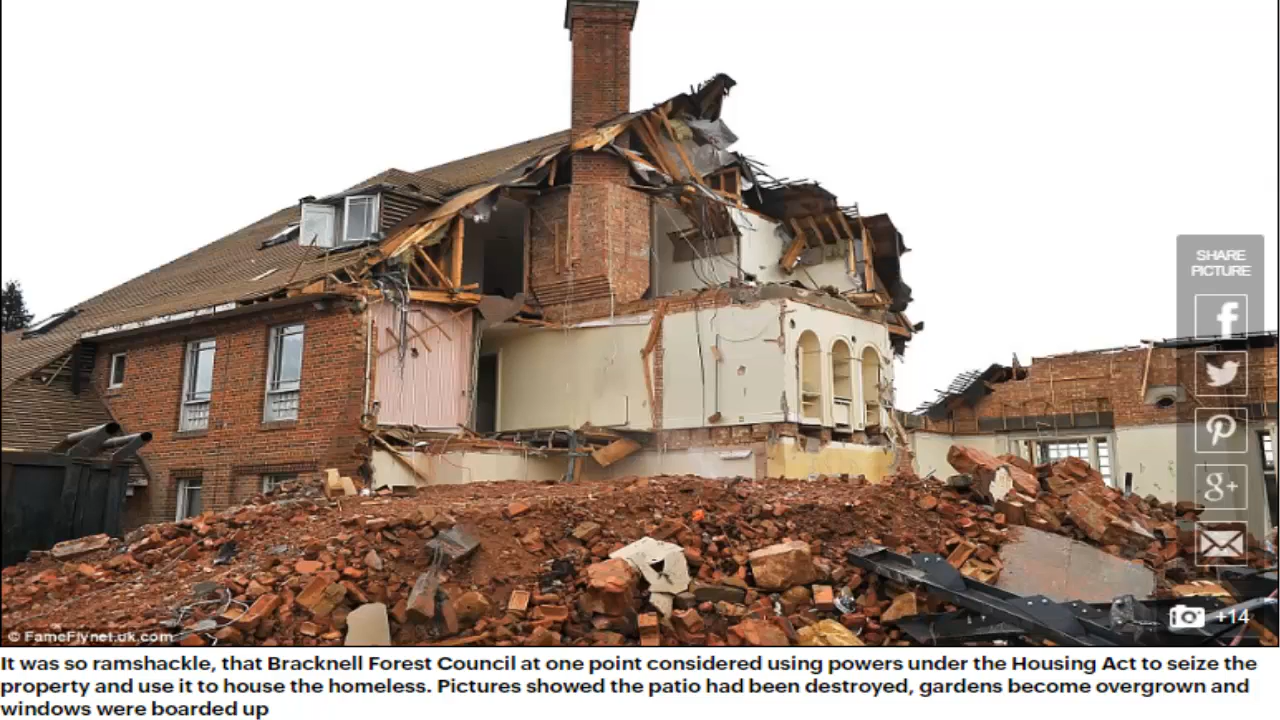 SHARE
PICTURE
+14
© FameFlynet.uk.com
It was so ramshackle, that Bracknell Forest Council at one point considered using powers under the Housing Act to seize the
property and use it to house the homeless. Pictures showed the patio had been destroyed, gardens become overgrown and
windows were boarded up